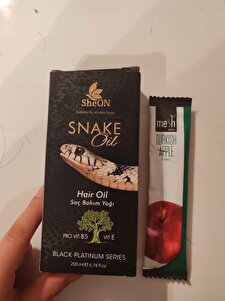 SheON
SNAKE
Oil
Hair Oil
Saç Bakım Yağı
PRO VIT B5
VIT E
BLACK PLATINUM SERIES
200 ml e 6.76 fl oz
mesh
TURKISH
APPLE